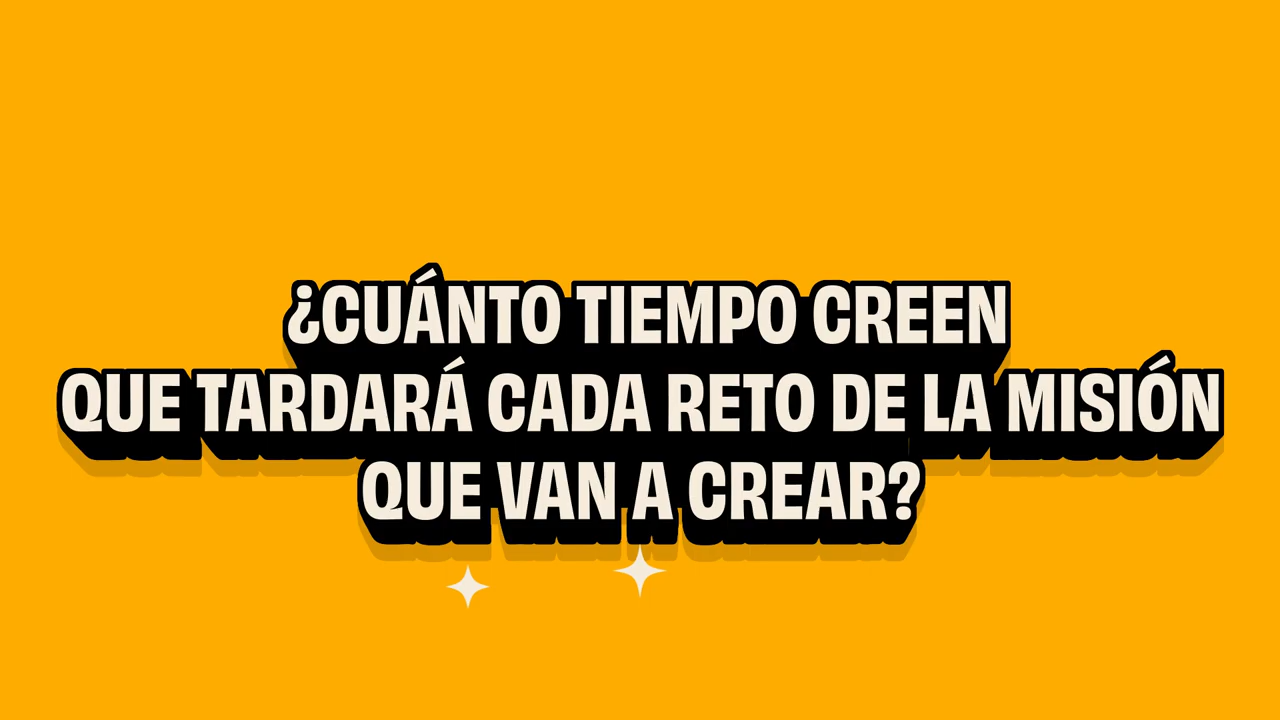 ¿CUÁNTO TIEMPO CREEN
QUE TARDARÁ CADA RETO DE LA MISIÓN
QUE VAN A CREAR?